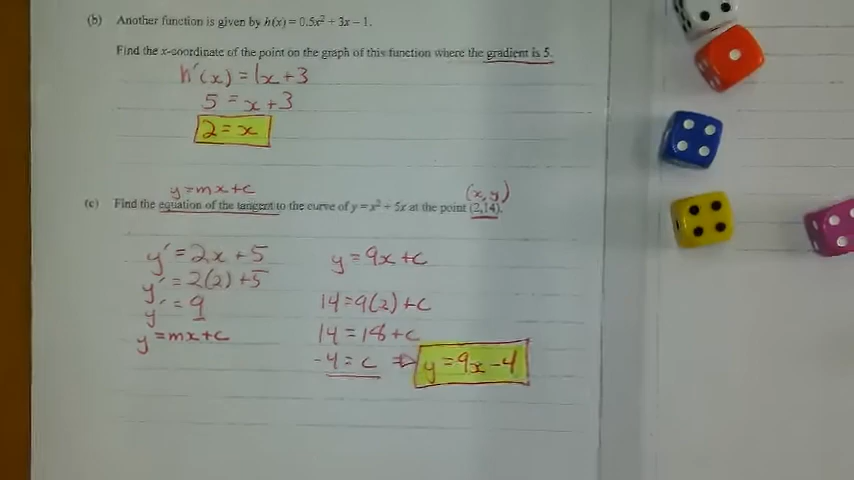 (b) Another function is given by h(x) = 0.5x² + 3x − 1.
Find the x-coordinate of the point on the graph of this function where the gradient is 5.
h'(x) = 1x + 3
5 = x + 3
2 = x
y = mx + c
(x, y)
(c) Find the equation of the tangent to the curve of y = x² + 5x at the point (2,14).
y' = 2x + 5
y' = 2(2) + 5
y' = 9
y = mx + c
y = 9x + c
14 = 9(2) + c
14 = 18 + c
-4 = c ⇒ y = 9x - 4